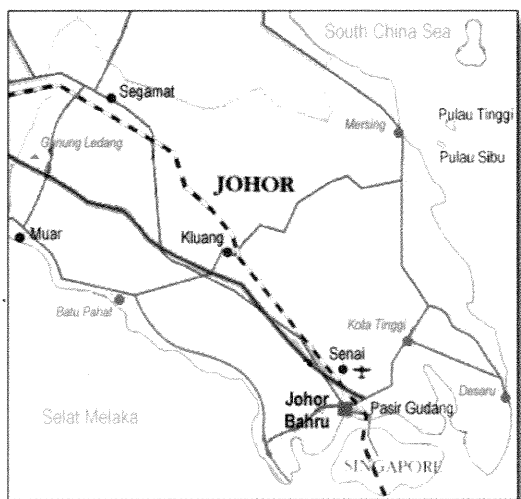 South China Sea
Segamat
Pulau Tinggi
Mersing
Gunung Ledang
Pulau Sibu
JOHOR
Muar
Kluang
Batu Pahat
Kota Tinggi
Senai
Desaru
Johor
Bahru
Pasir Gudang
Selat Melaka
SINGAPORE